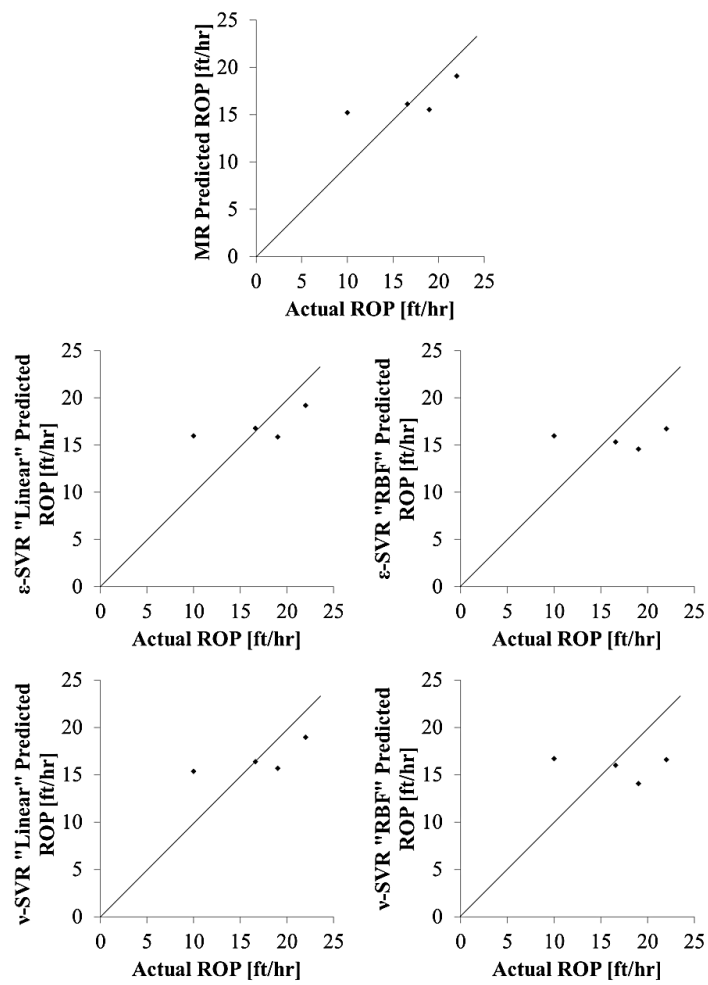 25
20
15
10
5
0
MR Predicted ROP [ft/hr]
0 5 10 15 20 25
Actual ROP [ft/hr]
25
20
15
10
5
0
ε-SVR "Linear" Predicted
ROP [ft/hr]
0 5 10 15 20 25
Actual ROP [ft/hr]
25
20
15
10
5
0
ε-SVR "RBF" Predicted
ROP [ft/hr]
0 5 10 15 20 25
Actual ROP [ft/hr]
25
20
15
10
5
0
ν-SVR "Linear" Predicted
ROP [ft/hr]
0 5 10 15 20 25
Actual ROP [ft/hr]
25
20
15
10
5
0
ν-SVR "RBF" Predicted
ROP [ft/hr]
0 5 10 15 20 25
Actual ROP [ft/hr]